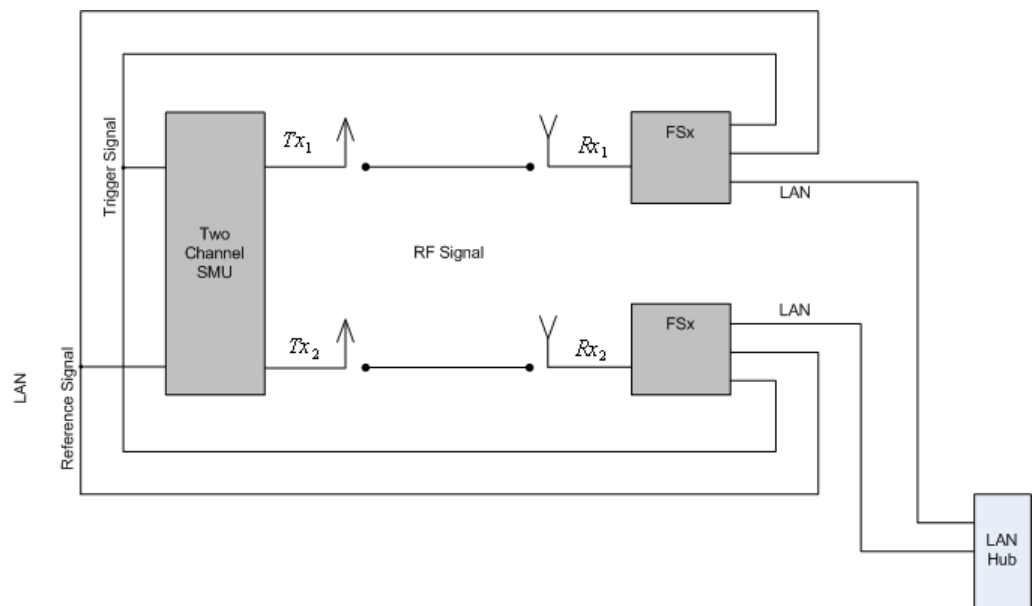 Trigger Signal
Reference Signal
LAN
Two
Channel
SMU
Tx1
Tx2
RF Signal
Rx1
Rx2
FSx
LAN
FSx
LAN
LAN
Hub